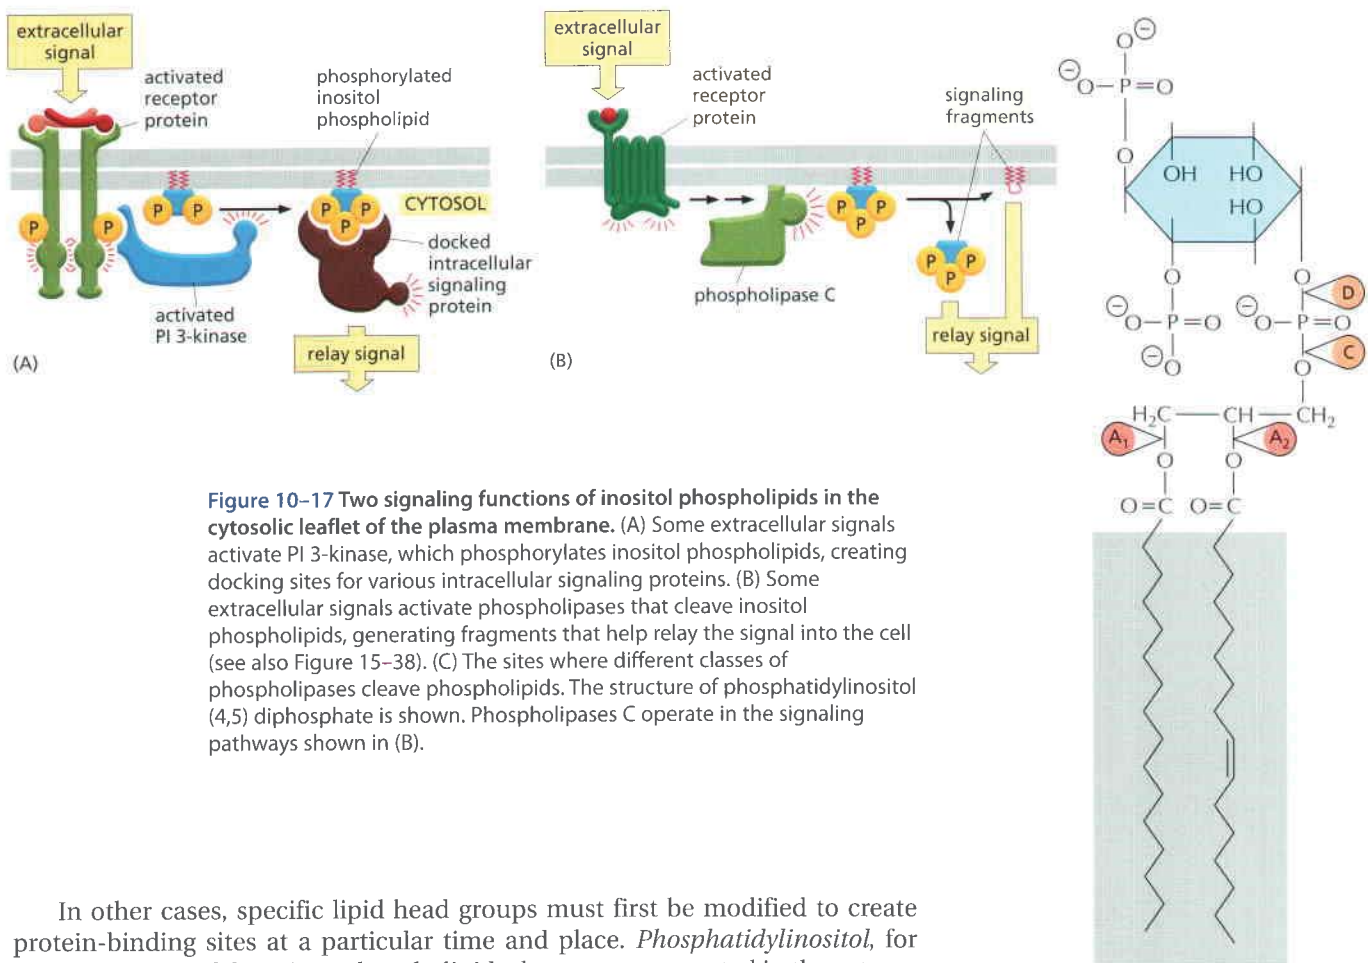 extracellular
signal
activated
receptor
protein
phosphorylated
inositol
phospholipid
P
P
P
P
P
P
P
CYTOSOL
docked
intracellular
signaling
protein
activated
PI 3-kinase
relay signal
(A)
extracellular
signal
activated
receptor
protein
signaling
fragments
P
P
P
P
P
P
phospholipase C
relay signal
(B)
O⊖
⊖O—P=O
O
OH HO
HO
O O
D
⊖O—P=O ⊖O—P=O
C
⊖O O
H₂C—CH—CH₂
A₁ A₂
O O
O=C O=C
Figure 10–17 Two signaling functions of inositol phospholipids in the
cytosolic leaflet of the plasma membrane. (A) Some extracellular signals
activate PI 3-kinase, which phosphorylates inositol phospholipids, creating
docking sites for various intracellular signaling proteins. (B) Some
extracellular signals activate phospholipases that cleave inositol
phospholipids, generating fragments that help relay the signal into the cell
(see also Figure 15–38). (C) The sites where different classes of
phospholipases cleave phospholipids. The structure of phosphatidylinositol
(4,5) diphosphate is shown. Phospholipases C operate in the signaling
pathways shown in (B).
In other cases, specific lipid head groups must first be modified to create
protein-binding sites at a particular time and place. Phosphatidylinositol, for